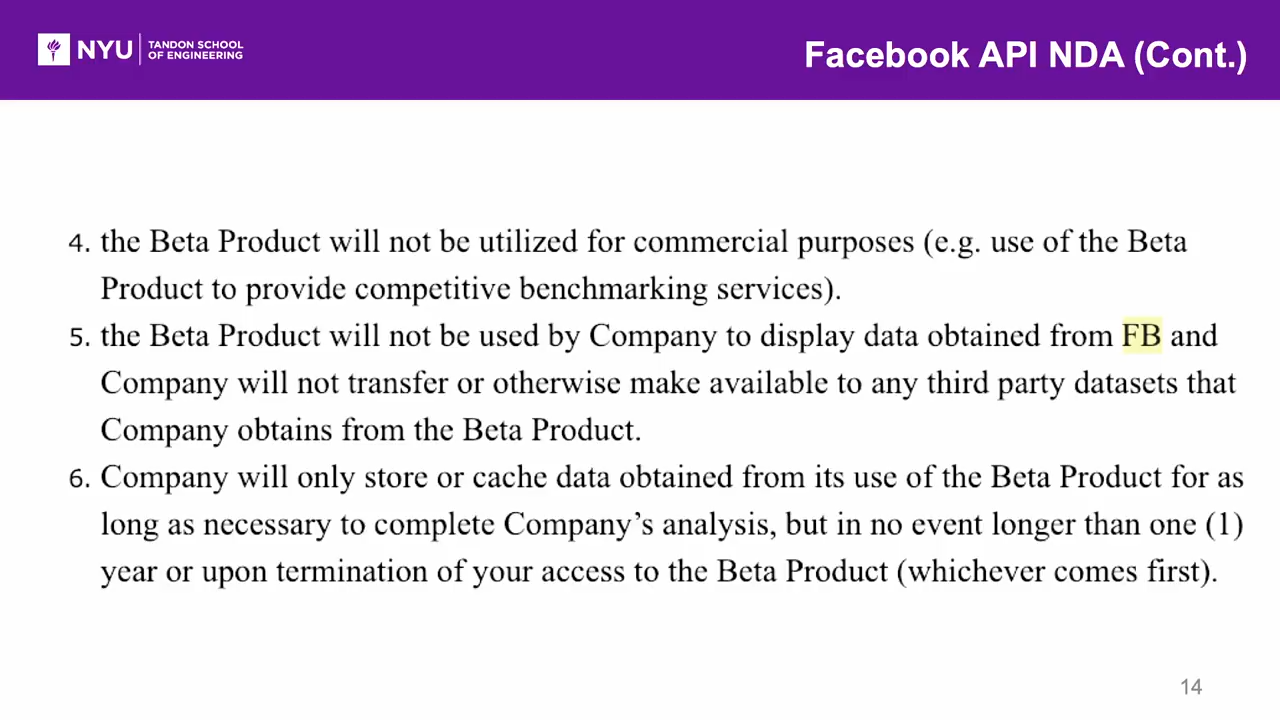 NYU TANDON SCHOOL
OF ENGINEERING
Facebook API NDA (Cont.)
4. the Beta Product will not be utilized for commercial purposes (e.g. use of the Beta
Product to provide competitive benchmarking services).
5. the Beta Product will not be used by Company to display data obtained from FB and
Company will not transfer or otherwise make available to any third party datasets that
Company obtains from the Beta Product.
6. Company will only store or cache data obtained from its use of the Beta Product for as
long as necessary to complete Company’s analysis, but in no event longer than one (1)
year or upon termination of your access to the Beta Product (whichever comes first).
14